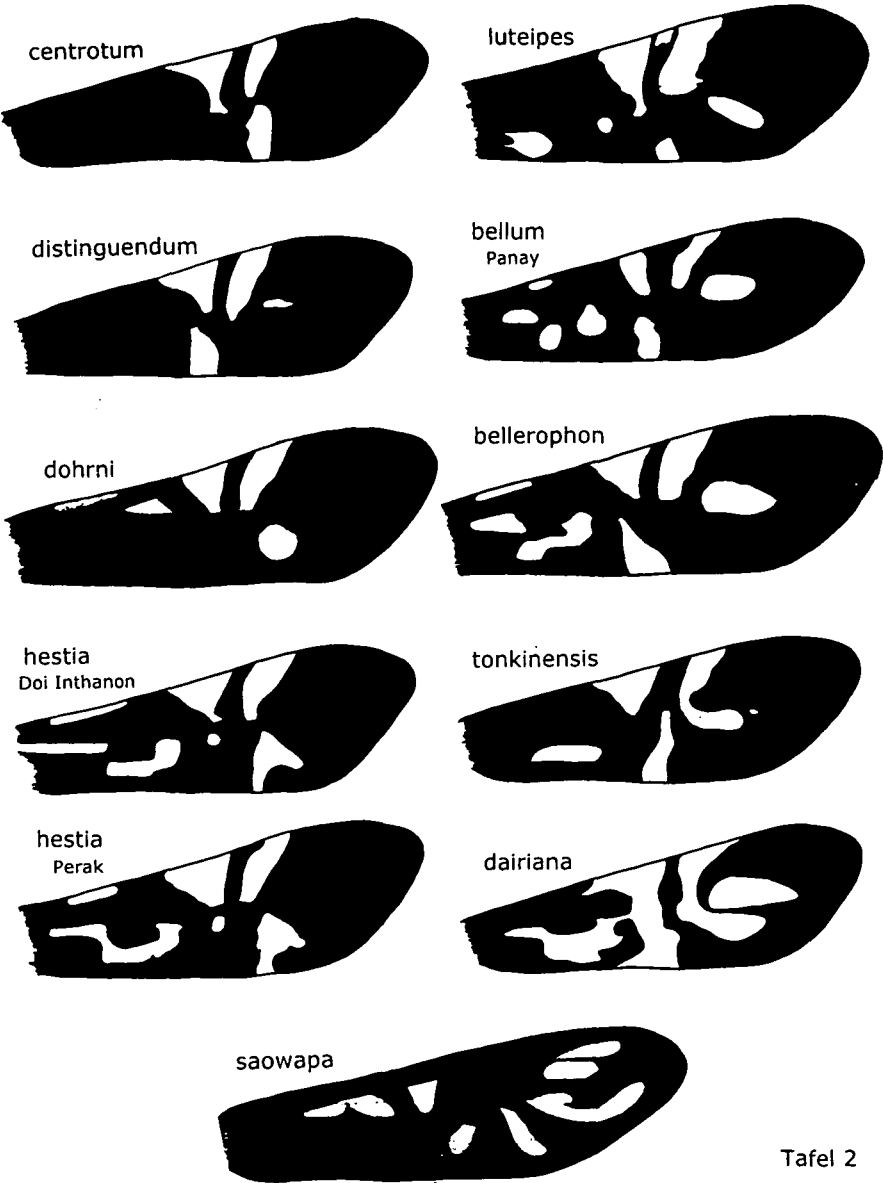 centrotum
luteipes
distinguendum
bellum
Panay
dohrni
bellerophon
hestia
Doi Inthanon
tonkinensis
hestia
Perak
dairiana
saowapa
Tafel 2